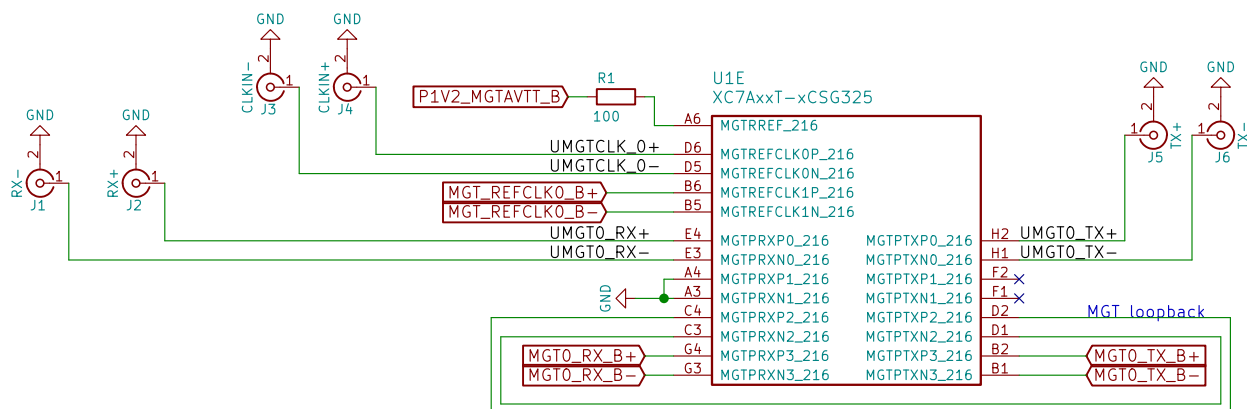 GND
GND
2
2
CLKIN-
1
CLKIN+
1
J3
J4
R1
P1V2_MGTAVTT_B
100
U1E
XC7AxxT-xCSG325
GND
GND
2
2
1
TX+
1
TX-
J5
J6
GND
GND
2
2
RX-
1
RX+
1
J1
J2
A6 MGTRREF_216
UMGTCLK_0+ D6 MGTREFCLK0P_216
UMGTCLK_0- D5 MGTREFCLK0N_216
MGT_REFCLK0_B+ B6 MGTREFCLK1P_216
MGT_REFCLK0_B- B5 MGTREFCLK1N_216
UMGT0_RX+ E4 MGTPRXP0_216 MGTPTXP0_216 H2 UMGT0_TX+
UMGT0_RX- E3 MGTPRXN0_216 MGTPTXN0_216 H1 UMGT0_TX-
A4 MGTPRXP1_216 MGTPTXP1_216 F2
GND A3 MGTPRXN1_216 MGTPTXN1_216 F1
C4 MGTPRXP2_216 MGTPTXP2_216 D2 MGT loopback
C3 MGTPRXN2_216 MGTPTXN2_216 D1
MGT0_RX_B+ G4 MGTPRXP3_216 MGTPTXP3_216 B2 MGT0_TX_B+
MGT0_RX_B- G3 MGTPRXN3_216 MGTPTXN3_216 B1 MGT0_TX_B-